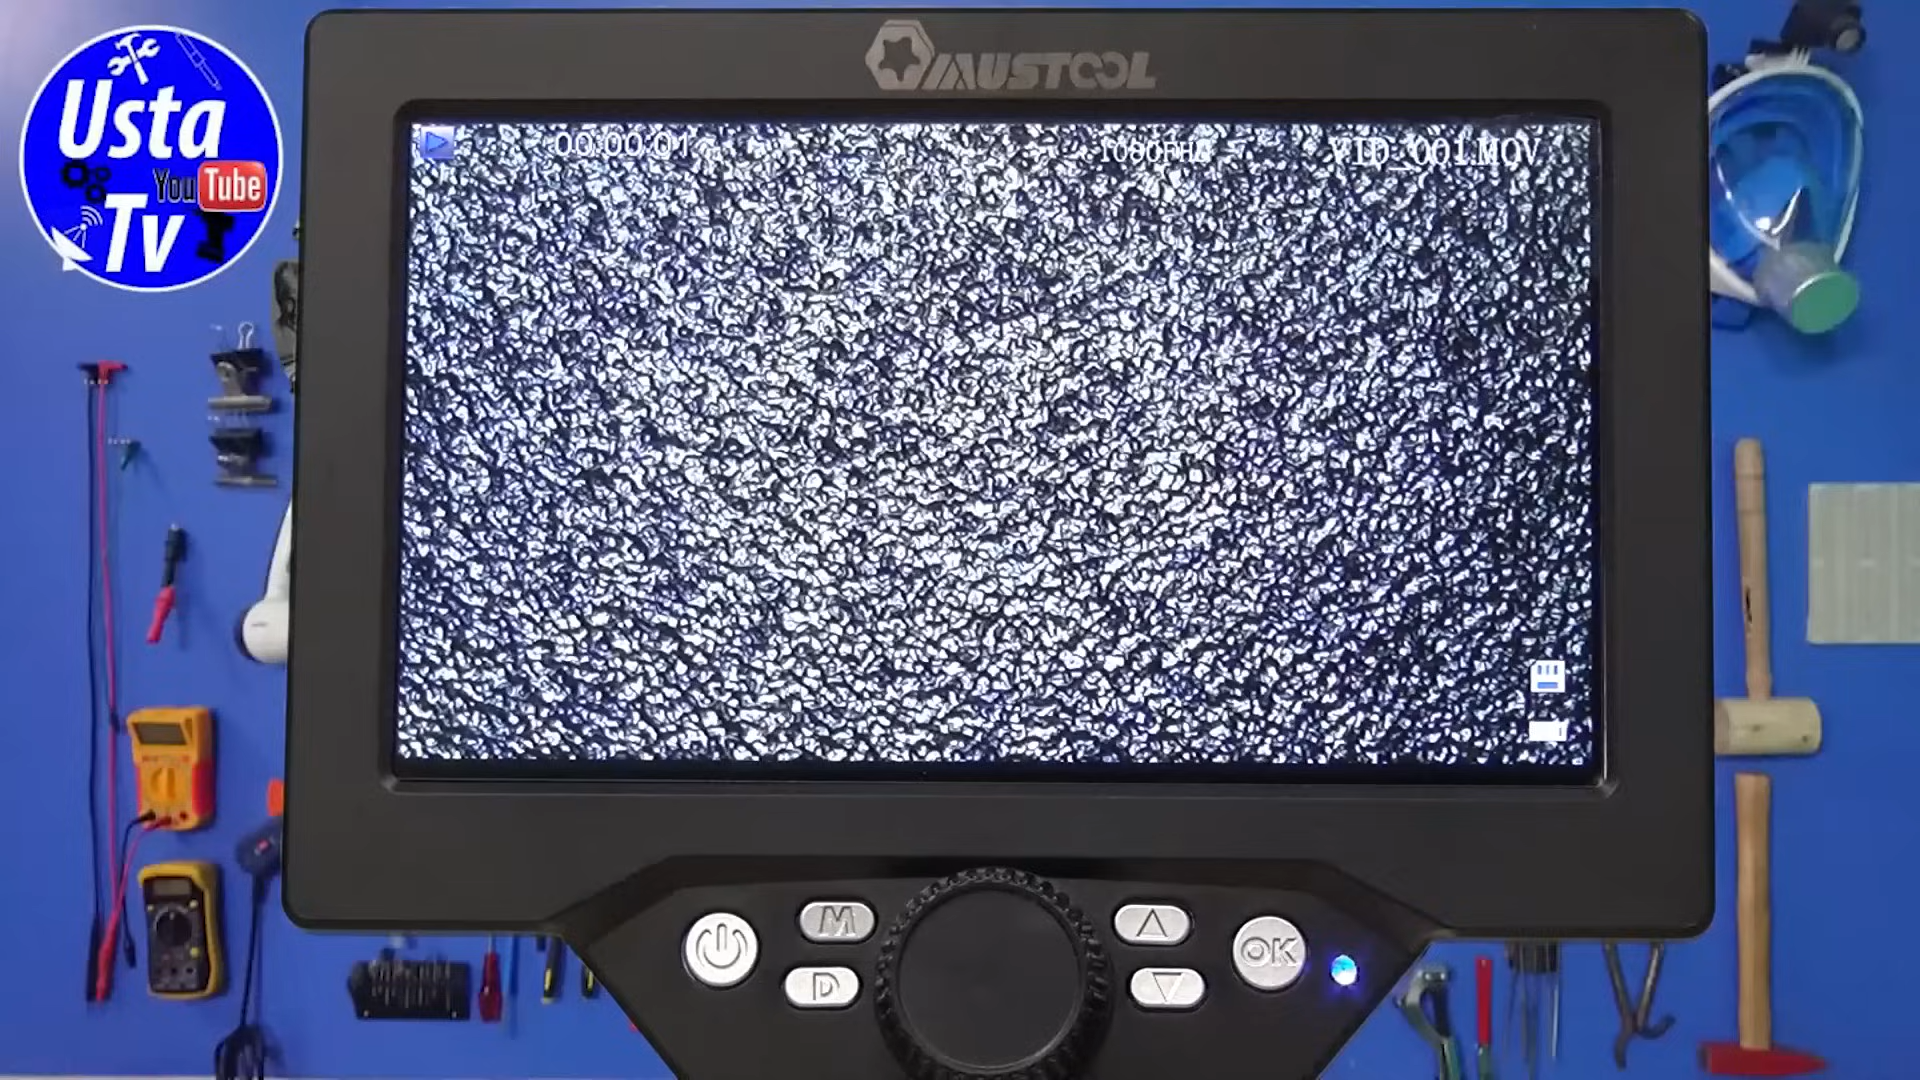 Usta
YouTube
Tv
MUSTOOL
00:00:01
1080FHD
VID_001.MOV
M
D
OK